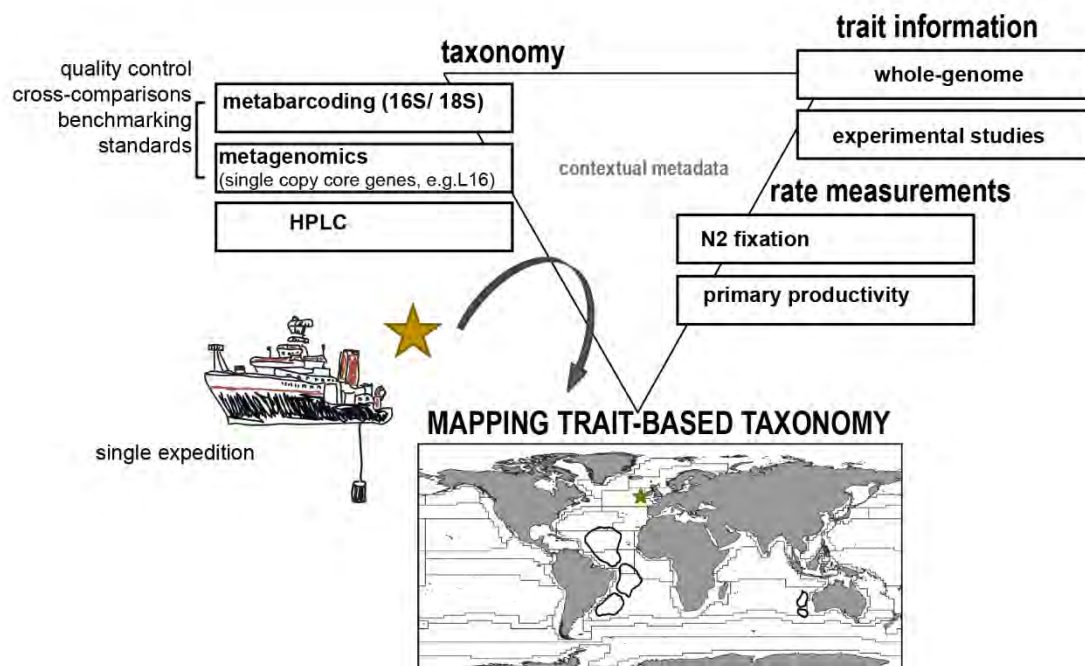 trait information
taxonomy
whole-genome
quality control
cross-comparisons
benchmarking
standards
metabarcoding (16S/ 18S)
experimental studies
metagenomics
(single copy core genes, e.g.L16)
contextual metadata
rate measurements
HPLC
N2 fixation
primary productivity
MAPPING TRAIT-BASED TAXONOMY
single expedition